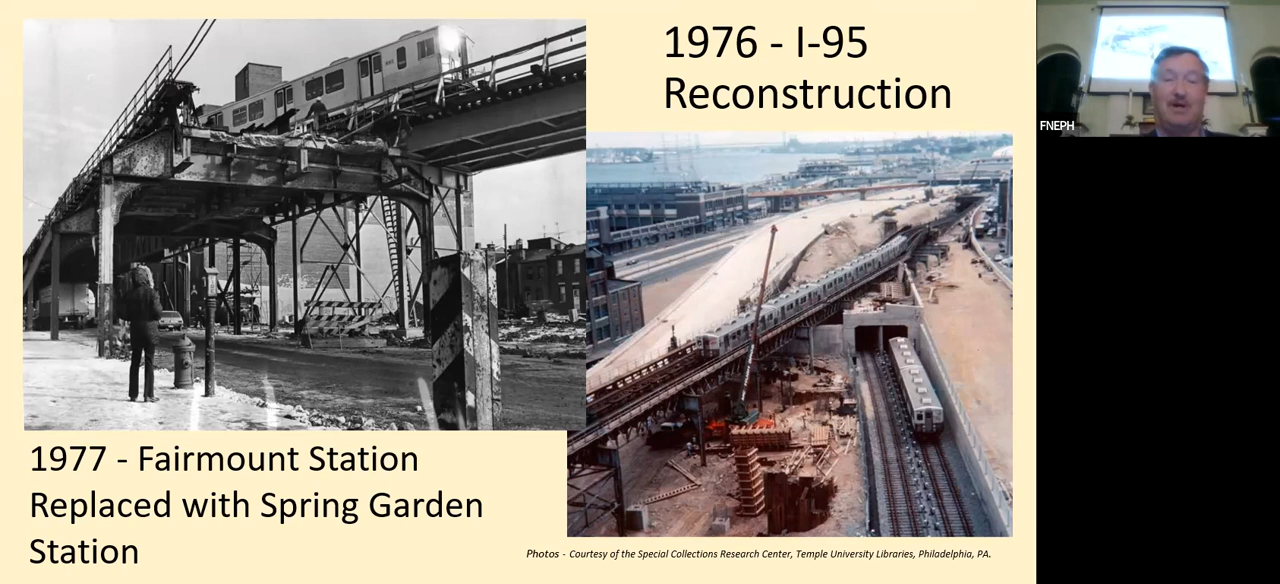 1976 - I-95
Reconstruction
FNEPH
1977 - Fairmount Station
Replaced with Spring Garden
Station
Photos - Courtesy of the Special Collections Research Center, Temple University Libraries, Philadelphia, PA.